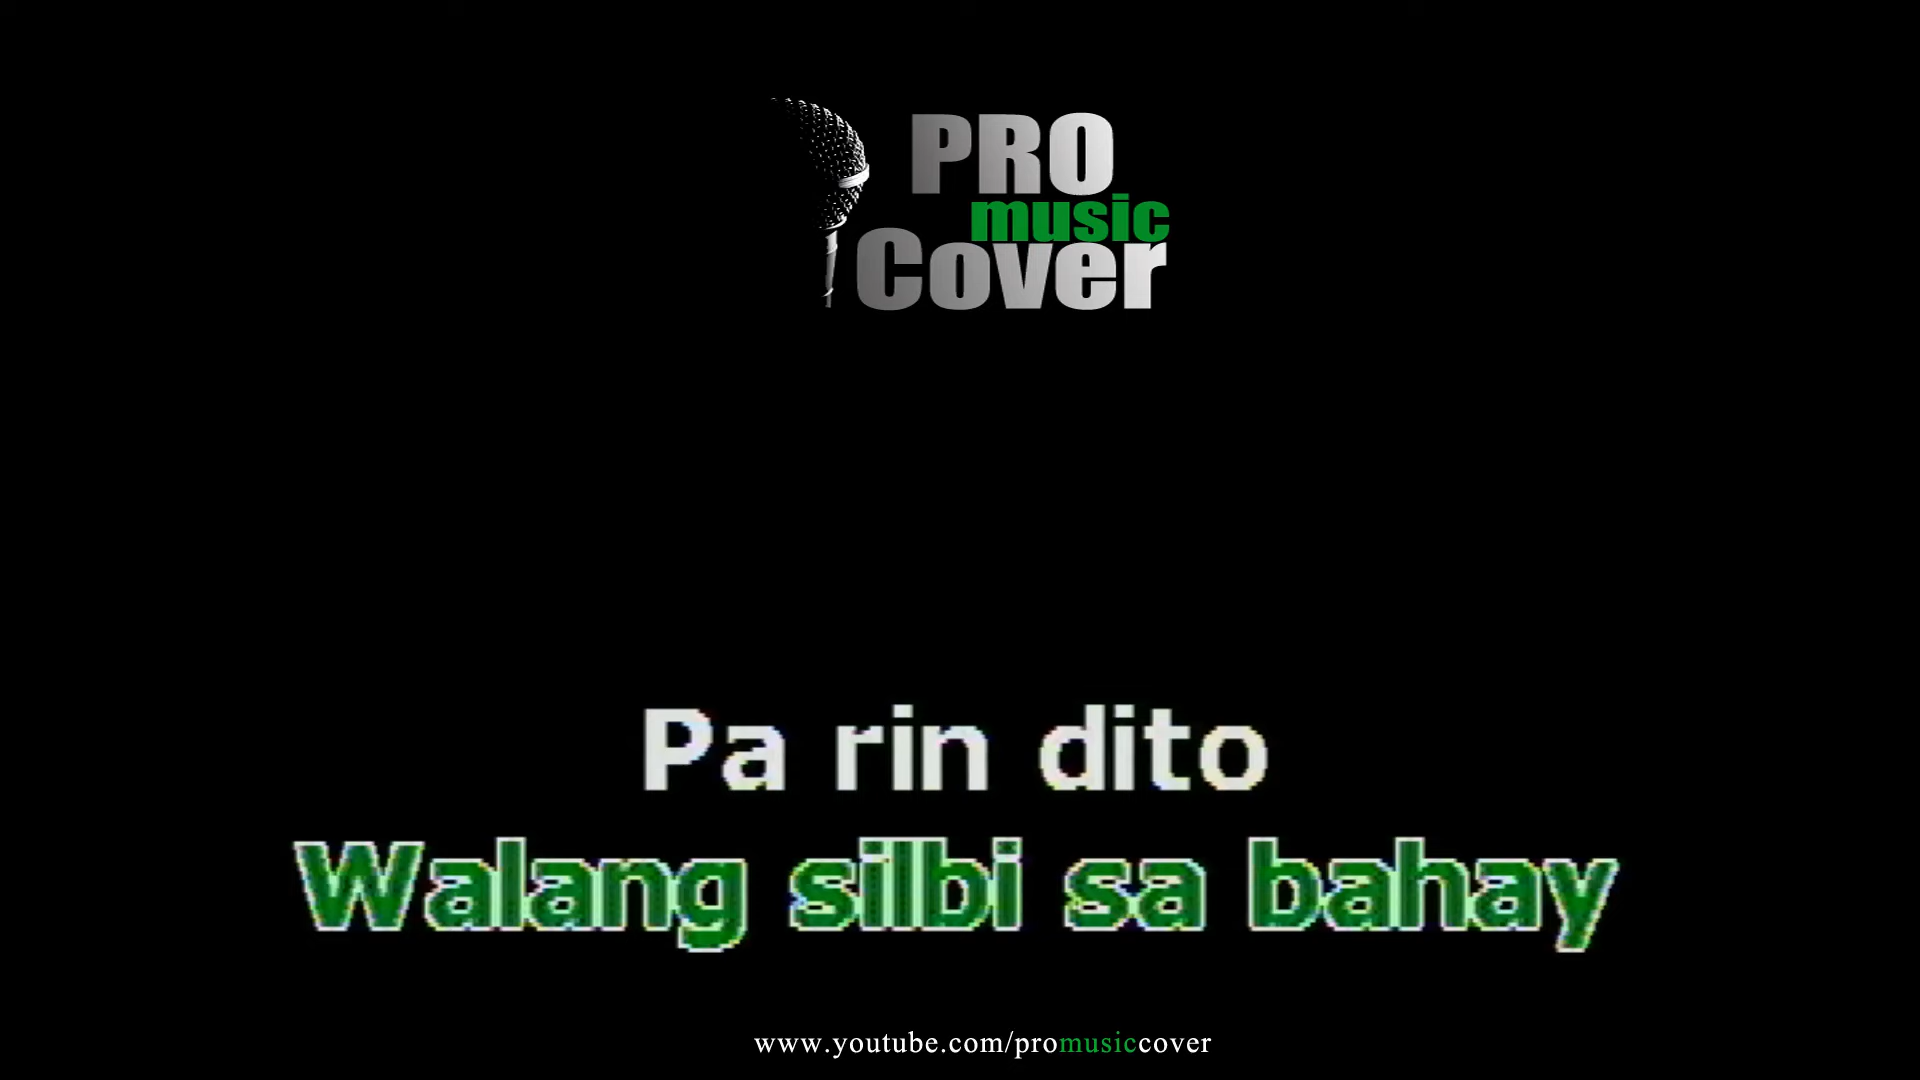 PRO
music
Cover
Pa rin dito
Walang silbi sa bahay
www.youtube.com/promusiccover